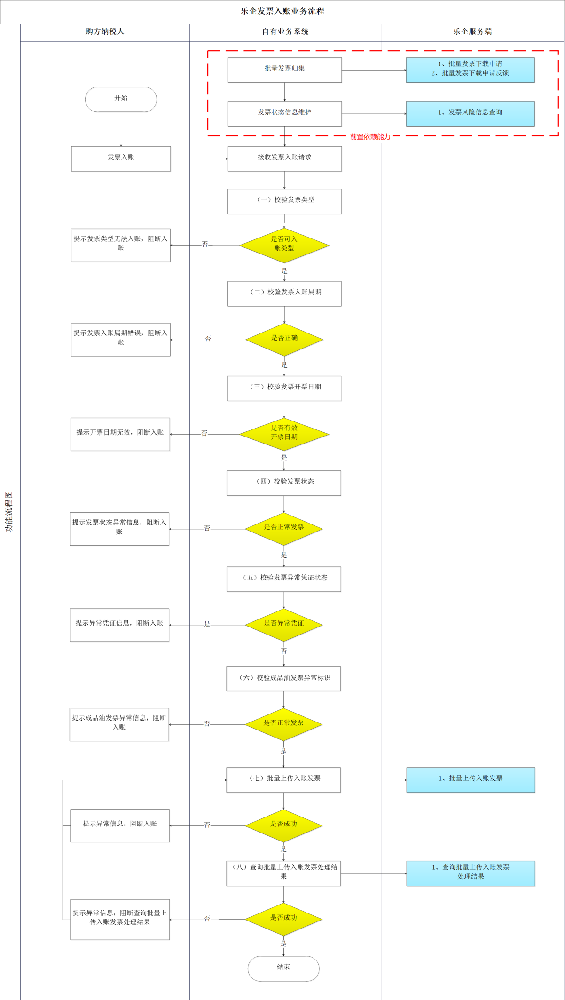 乐企发票入账业务流程
购方纳税人
自有业务系统
乐企服务端
功能流程图
批量发票归集
1、批量发票下载申请
2、批量发票下载申请反馈
开始
发票状态信息维护
1、发票风险信息查询
前置依赖能力
发票入账
接收发票入账请求
（一）校验发票类型
提示发票类型无法入账，阻断入
账
否
是否可入
账类型
是
（二）校验发票入账属期
提示发票入账属期错误，阻断入
账
否
是否正确
是
（三）校验发票开票日期
提示开票日期无效，阻断入账
否
是否有效
开票日期
是
（四）校验发票状态
提示发票状态异常信息，阻断入
账
否
是否正常发票
是
（五）校验发票异常凭证状态
提示异常凭证信息，阻断入账
是
是否异常凭证
否
（六）校验成品油发票异常标识
提示成品油发票异常信息，阻断
入账
否
是否正常发票
是
（七）批量上传入账发票
1、批量上传入账发票
提示异常信息，阻断入账
否
是否成功
是
（八）查询批量上传入账发票处理结
果
1、查询批量上传入账发票
处理结果
提示异常信息，阻断查询批量上
传入账发票处理结果
否
是否成功
是
结束